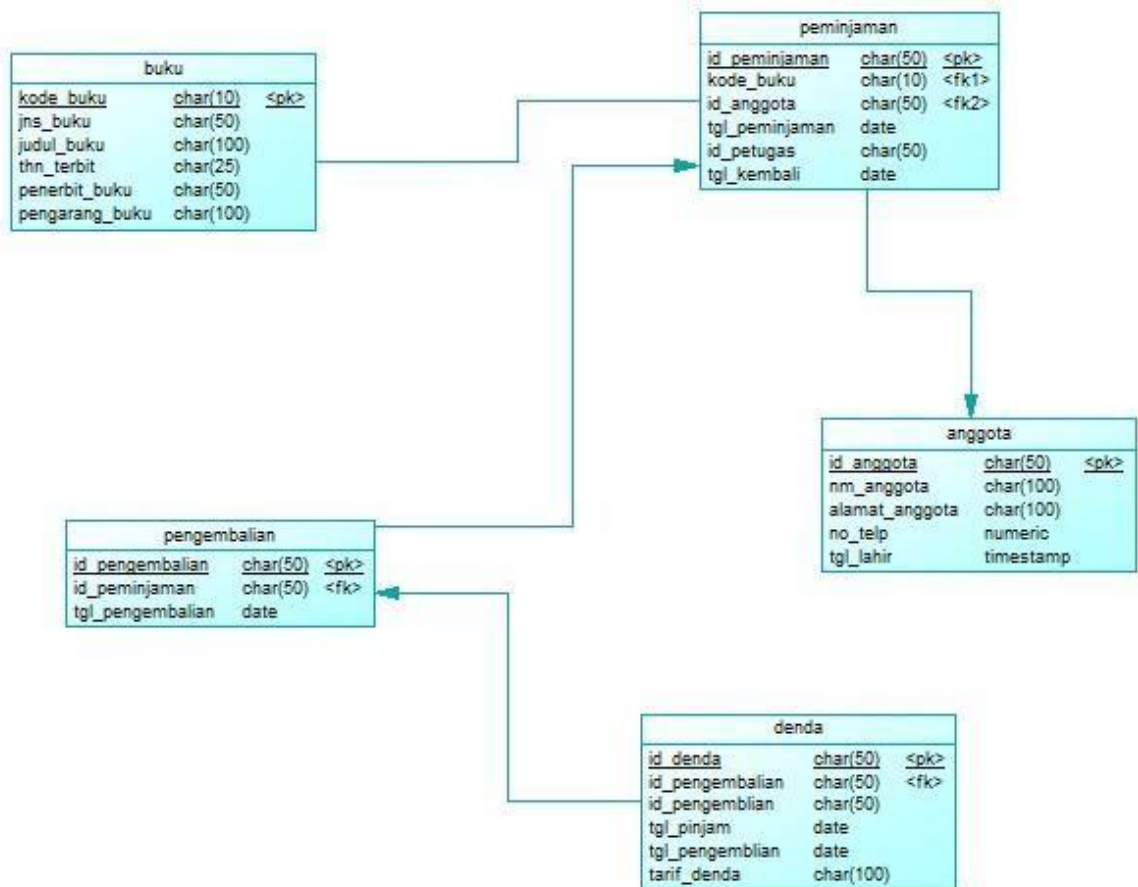 buku
kode_buku char(10) <pk>
jns_buku char(50)
judul_buku char(100)
thn_terbit char(25)
penerbit_buku char(50)
pengarang_buku char(100)
peminjaman
id_peminjaman char(50) <pk>
kode_buku char(10) <fk1>
id_anggota char(50) <fk2>
tgl_peminjaman date
id_petugas char(50)
tgl_kembali date
anggota
id_anggota char(50) <pk>
nm_anggota char(100)
alamat_anggota char(100)
no_telp numeric
tgl_lahir timestamp
pengembalian
id_pengembalian char(50) <pk>
id_peminjaman char(50) <fk>
tgl_pengembalian date
denda
id_denda char(50) <pk>
id_pengembalian char(50) <fk>
id_pengemblian char(50)
tgl_pinjam date
tgl_pengemblian date
tarif_denda char(100)